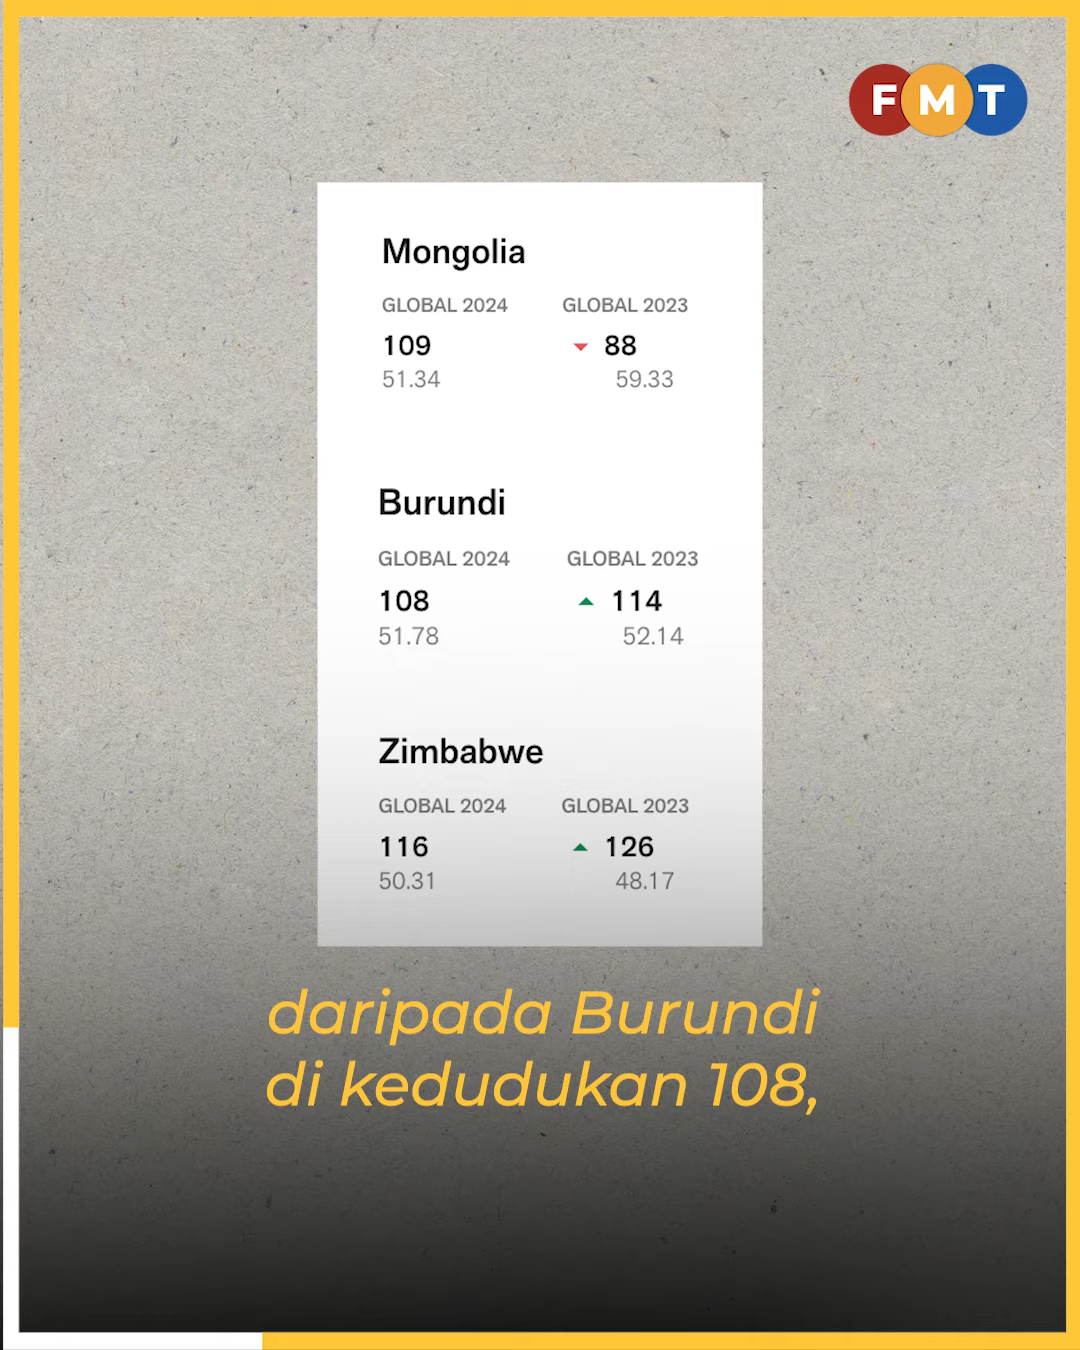 FMT
Mongolia
GLOBAL 2024 GLOBAL 2023
109 88
51.34 59.33
Burundi
GLOBAL 2024 GLOBAL 2023
108 114
51.78 52.14
Zimbabwe
GLOBAL 2024 GLOBAL 2023
116 126
50.31 48.17
daripada Burundi
di kedudukan 108,